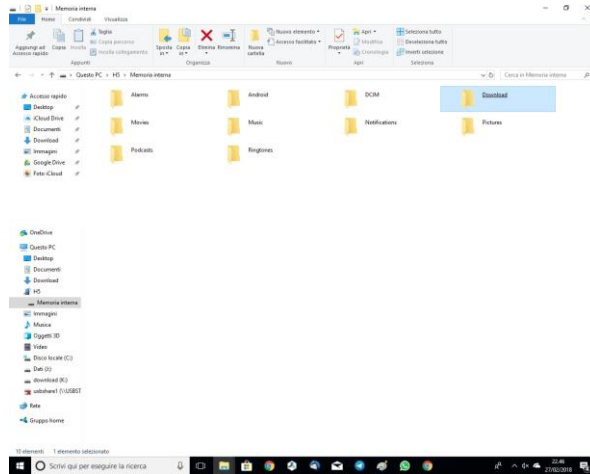 Memoria interna
File Home Condividi Visualizza
Aggiungi ad Accesso rapido
Copia
Incolla
Taglia
Copia percorso
Incolla collegamento
Sposta in
Copia in
Elimina
Rinomina
Nuova cartella
Nuovo elemento
Accesso facilitato
Proprietà
Apri
Modifica
Cronologia
Seleziona tutto
Deseleziona tutto
Inverti selezione
Appunti Organizza Nuovo Apri Seleziona
Questo PC > H5 > Memoria interna
Cerca in Memoria interna
Accesso rapido
Desktop
iCloud Drive
Documenti
Download
Immagini
Google Drive
Foto iCloud
Alarms Android DCIM Download
Movies Music Notifications Pictures
Podcasts Ringtones
OneDrive
Questo PC
Desktop
Documenti
Download
H5
Memoria interna
Immagini
Musica
Oggetti 3D
Video
Disco locale (C:)
Dati (I:)
download (K:)
usbshare1 (\\USBST
Rete
Gruppo home
10 elementi 1 elemento selezionato
Scrivi qui per eseguire la ricerca
22.46
27/02/2018